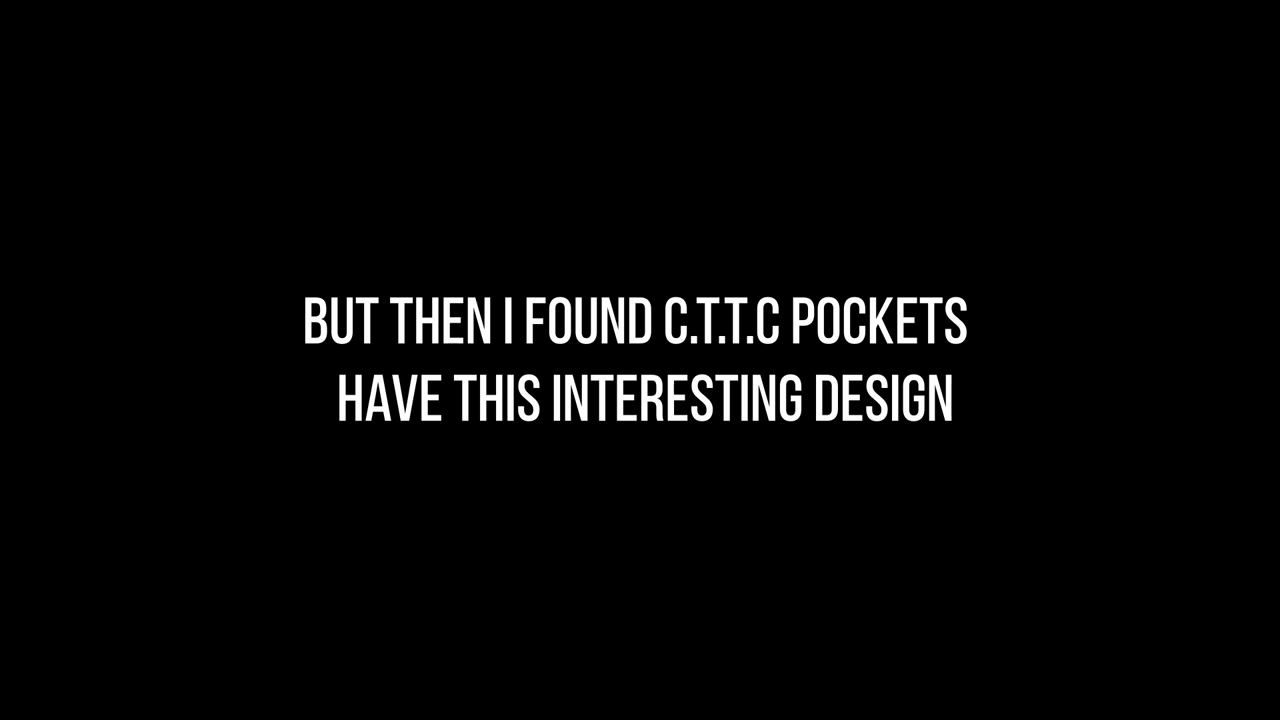 BUT THEN I FOUND C.T.T.C POCKETS
HAVE THIS INTERESTING DESIGN